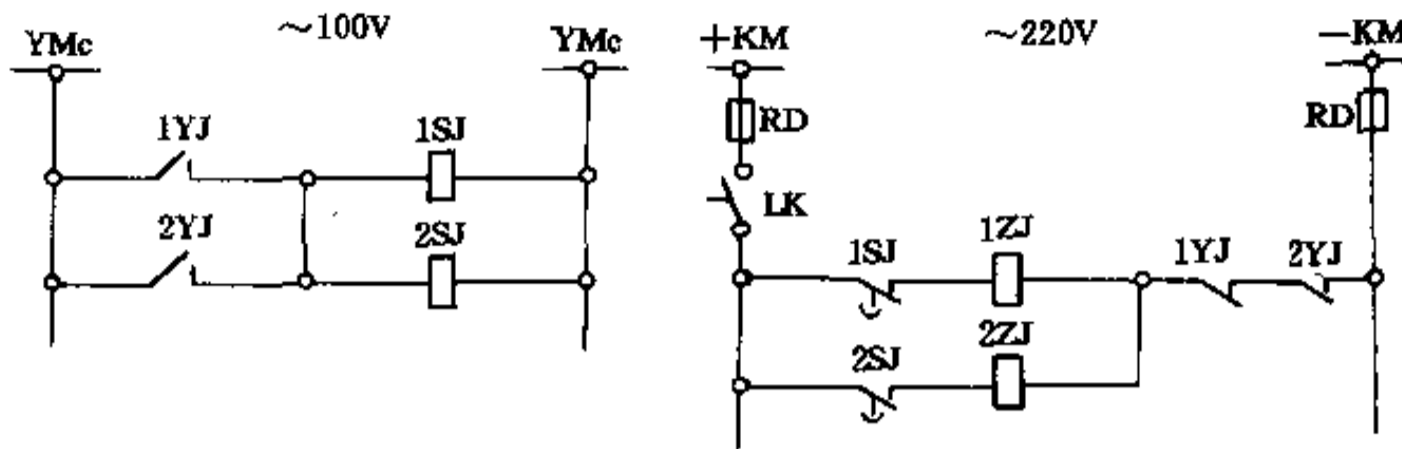 YMc ～100V YMc
1YJ 1SJ
2YJ 2SJ
+KM ～220V —KM
RD RD
LK
1SJ 1ZJ 1YJ 2YJ
2SJ 2ZJ